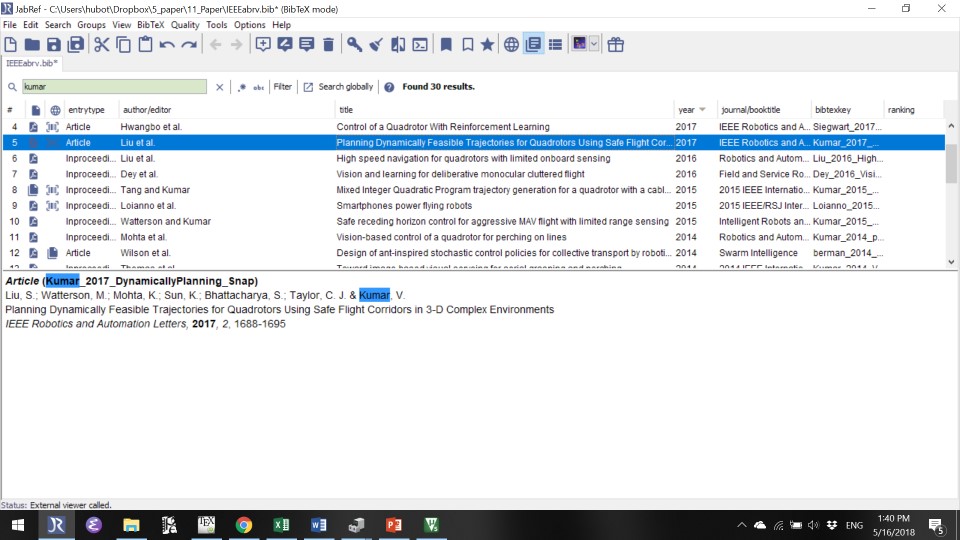 JabRef - C:\Users\hubot\Dropbox\5_paper\11_Paper\IEEEabrv.bib* (BibTeX mode)
File Edit Search Groups View BibTeX Quality Tools Options Help
IEEEabrv.bib*
kumar Filter Search globally Found 30 results.
# entrytype author/editor title year journal/booktitle bibtexkey ranking
4 Article Hwangbo et al. Control of a Quadrotor With Reinforcement Learning 2017 IEEE Robotics and A... Siegwart_2017...
5 Article Liu et al. Planning Dynamically Feasible Trajectories for Quadrotors Using Safe Flight Cor... 2017 IEEE Robotics and A... Kumar_2017_...
6 Inproceedi... Liu et al. High speed navigation for quadrotors with limited onboard sensing 2016 Robotics and Autom... Liu_2016_High...
7 Inproceedi... Dey et al. Vision and learning for deliberative monocular cluttered flight 2016 Field and Service Ro... Dey_2016_Visi...
8 Inproceedi... Tang and Kumar Mixed Integer Quadratic Program trajectory generation for a quadrotor with a cabl... 2015 2015 IEEE Internatio... Kumar_2015_...
9 Inproceedi... Loianno et al. Smartphones power flying robots 2015 2015 IEEE/RSJ Inter... Loianno_2015...
10 Inproceedi... Watterson and Kumar Safe receding horizon control for aggressive MAV flight with limited range sensing 2015 Intelligent Robots an... Kumar_2015_...
11 Inproceedi... Mohta et al. Vision-based control of a quadrotor for perching on lines 2014 Robotics and Autom... Kumar_2014_p...
12 Article Wilson et al. Design of ant-inspired stochastic control policies for collective transport by roboti... 2014 Swarm Intelligence berman_2014_...
Article (Kumar_2017_DynamicallyPlanning_Snap)
Liu, S.; Watterson, M.; Mohta, K.; Sun, K.; Bhattacharya, S.; Taylor, C. J. & Kumar, V.
Planning Dynamically Feasible Trajectories for Quadrotors Using Safe Flight Corridors in 3-D Complex Environments
IEEE Robotics and Automation Letters, 2017, 2, 1688-1695
Status: External viewer called.
ENG
1:40 PM
5/16/2018
5